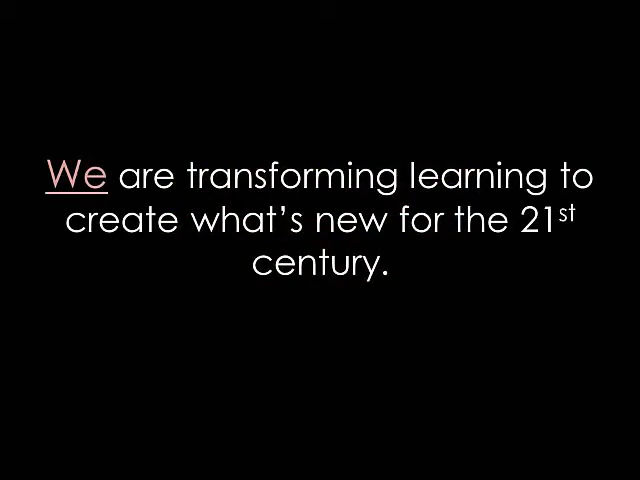 We are transforming learning to
create what’s new for the 21st
century.